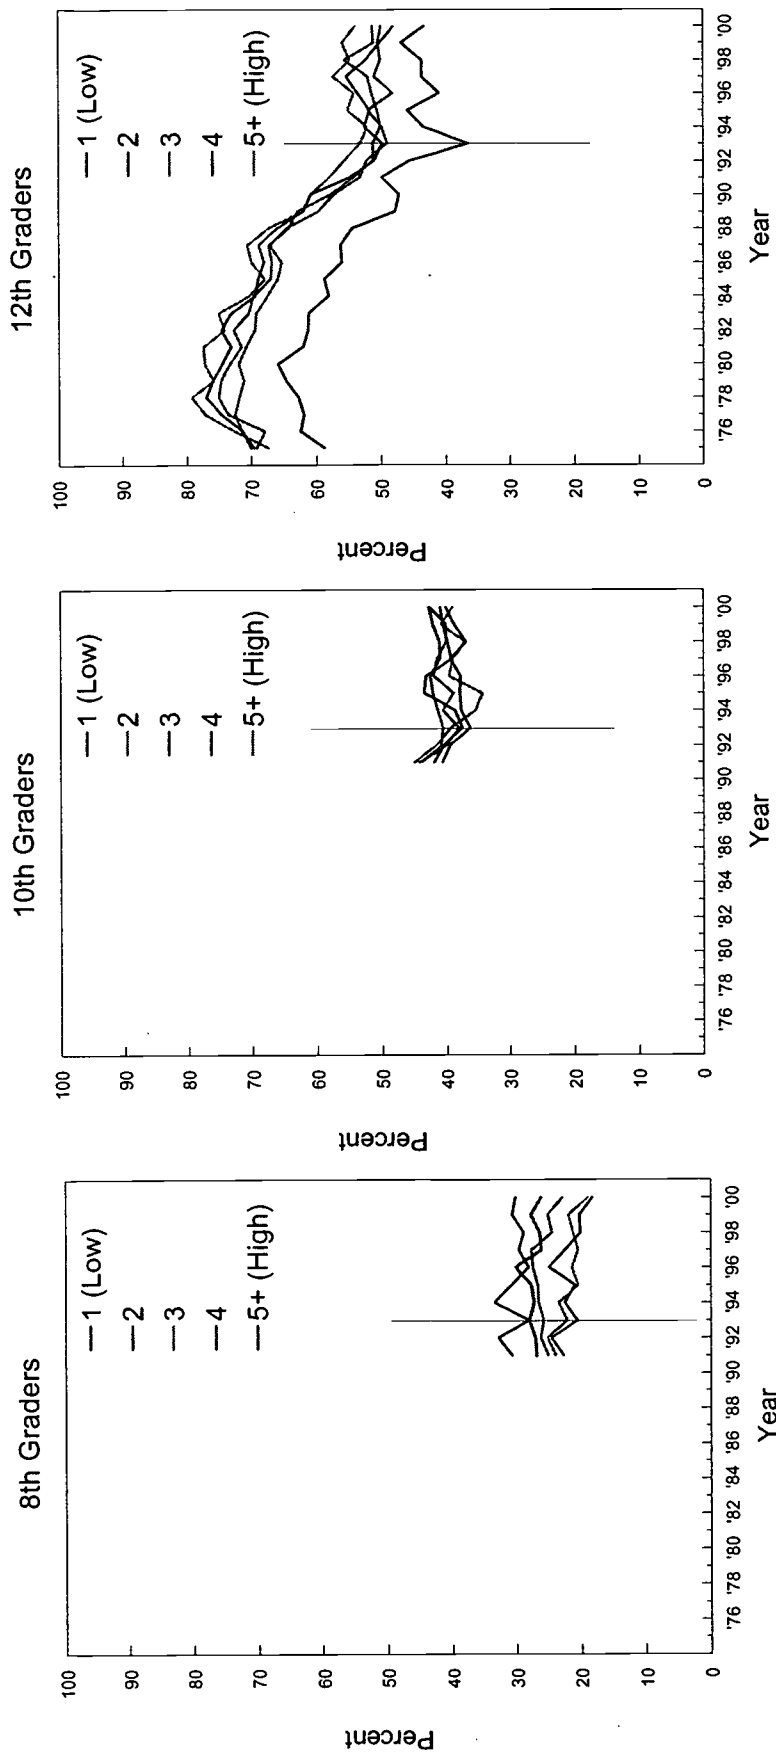 8th Graders
— 1 (Low)
— 2
— 3
— 4
— 5+ (High)
Percent
100
90
80
70
60
50
40
30
20
10
0
'76 '78 '80 '82 '84 '86 '88 '90 '92 '94 '96 '98 '00
Year
10th Graders
— 1 (Low)
— 2
— 3
— 4
— 5+ (High)
Percent
100
90
80
70
60
50
40
30
20
10
0
'76 '78 '80 '82 '84 '86 '88 '90 '92 '94 '96 '98 '00
Year
12th Graders
— 1 (Low)
— 2
— 3
— 4
— 5+ (High)
Percent
100
90
80
70
60
50
40
30
20
10
0
'76 '78 '80 '82 '84 '86 '88 '90 '92 '94 '96 '98 '00
Year